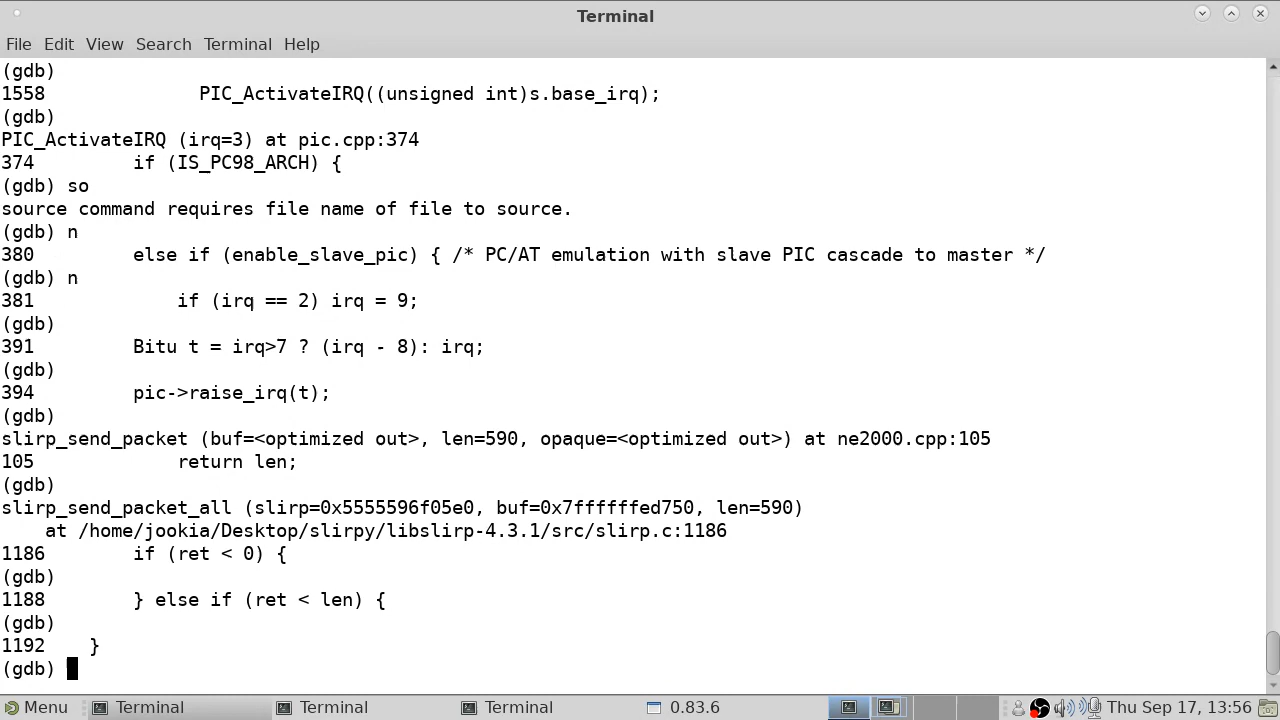 Terminal
File Edit View Search Terminal Help
(gdb)
1558 PIC_ActivateIRQ((unsigned int)s.base_irq);
(gdb)
PIC_ActivateIRQ (irq=3) at pic.cpp:374
374 if (IS_PC98_ARCH) {
(gdb) so
source command requires file name of file to source.
(gdb) n
380 else if (enable_slave_pic) { /* PC/AT emulation with slave PIC cascade to master */
(gdb) n
381 if (irq == 2) irq = 9;
(gdb)
391 Bitu t = irq>7 ? (irq - 8): irq;
(gdb)
394 pic->raise_irq(t);
(gdb)
slirp_send_packet (buf=<optimized out>, len=590, opaque=<optimized out>) at ne2000.cpp:105
105 return len;
(gdb)
slirp_send_packet_all (slirp=0x5555596f05e0, buf=0x7ffffffed750, len=590)
at /home/jookia/Desktop/slirpy/libslirp-4.3.1/src/slirp.c:1186
1186 if (ret < 0) {
(gdb)
1188 } else if (ret < len) {
(gdb)
1192 }
(gdb)
Menu Terminal Terminal Terminal 0.83.6 Thu Sep 17, 13:56